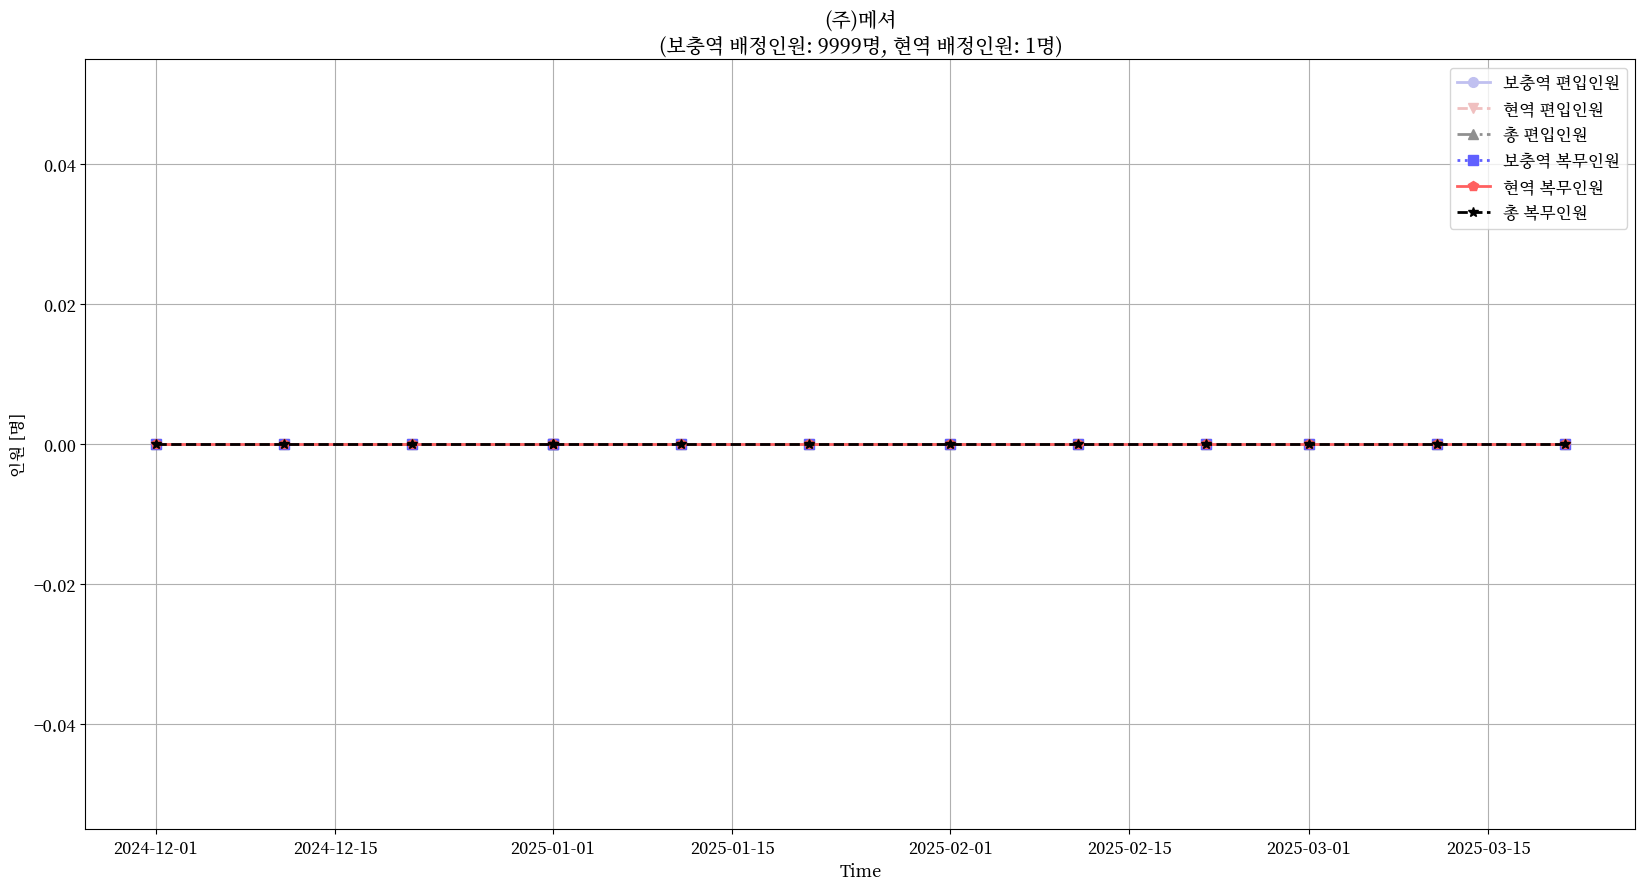 (주)메셔
(보충역 배정인원: 9999명, 현역 배정인원: 1명)
보충역 편입인원
현역 편입인원
총 편입인원
보충역 복무인원
현역 복무인원
총 복무인원
0.04
0.02
0.00
−0.02
−0.04
인원 [명]
2024-12-01
2024-12-15
2025-01-01
2025-01-15
2025-02-01
2025-02-15
2025-03-01
2025-03-15
Time